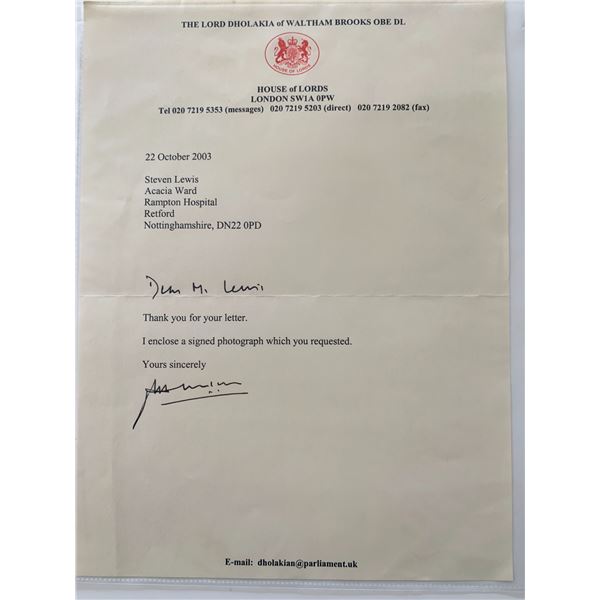 THE LORD DHOLAKIA of WALTHAM BROOKS OBE DL
HOUSE OF LORDS
HOUSE of LORDS
LONDON SW1A 0PW
Tel 020 7219 5353 (messages) 020 7219 5203 (direct) 020 7219 2082 (fax)
22 October 2003
Steven Lewis
Acacia Ward
Rampton Hospital
Retford
Nottinghamshire, DN22 0PD
Dear Mr. Lewis
Thank you for your letter.
I enclose a signed photograph which you requested.
Yours sincerely
E-mail: dholakian@parliament.uk